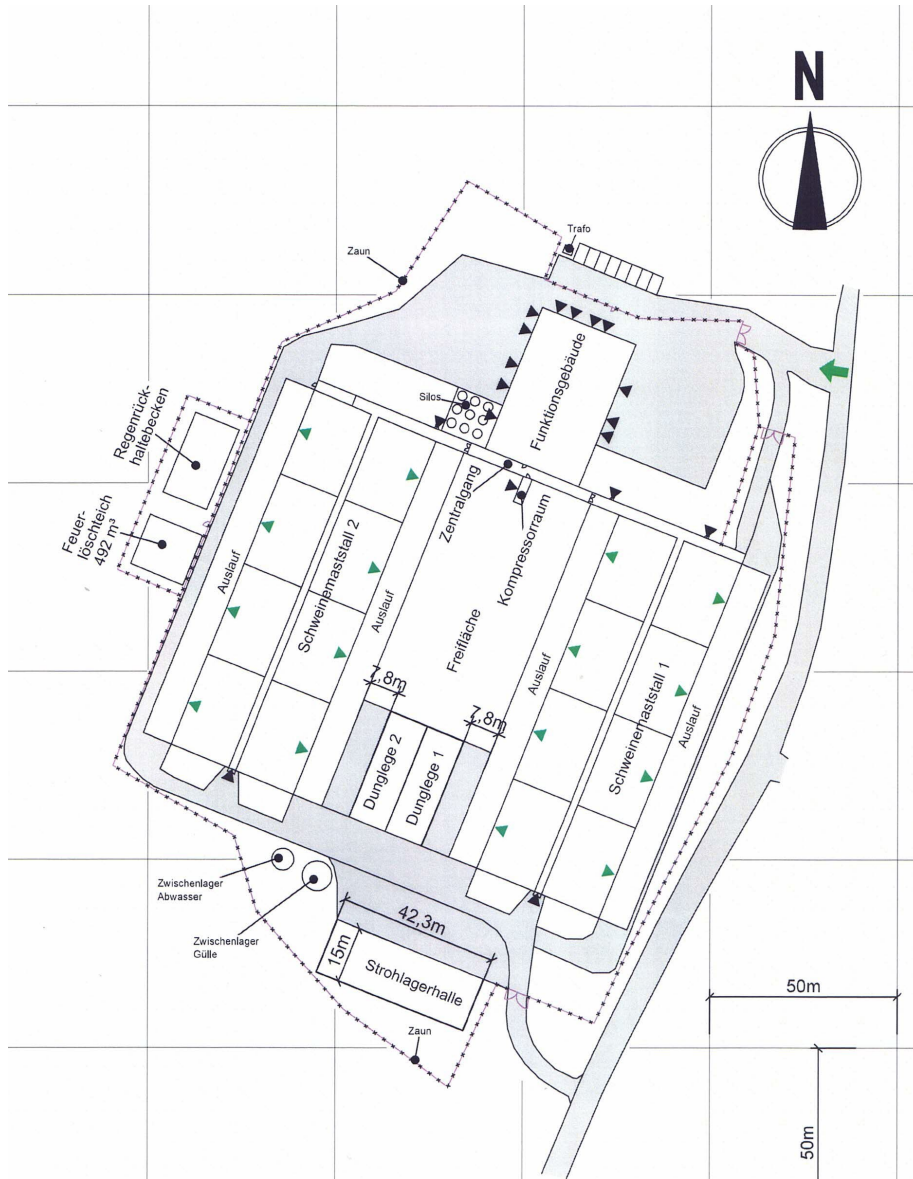 N
Trafo
Zaun
Regenrück-
haltebecken
Silos
Funktionsgebäude
Feuer-
löschteich
492 m³
Zentralgang
Kompressorraum
Auslauf
Schweinemaststall 2
Auslauf
Freifläche
Auslauf
Schweinemaststall 1
Auslauf
7,8m
7,8m
Dunglege 2
Dunglege 1
Zwischenlager
Abwasser
Zwischenlager
Gülle
42,3m
15m
Strohlagerhalle
Zaun
50m
50m